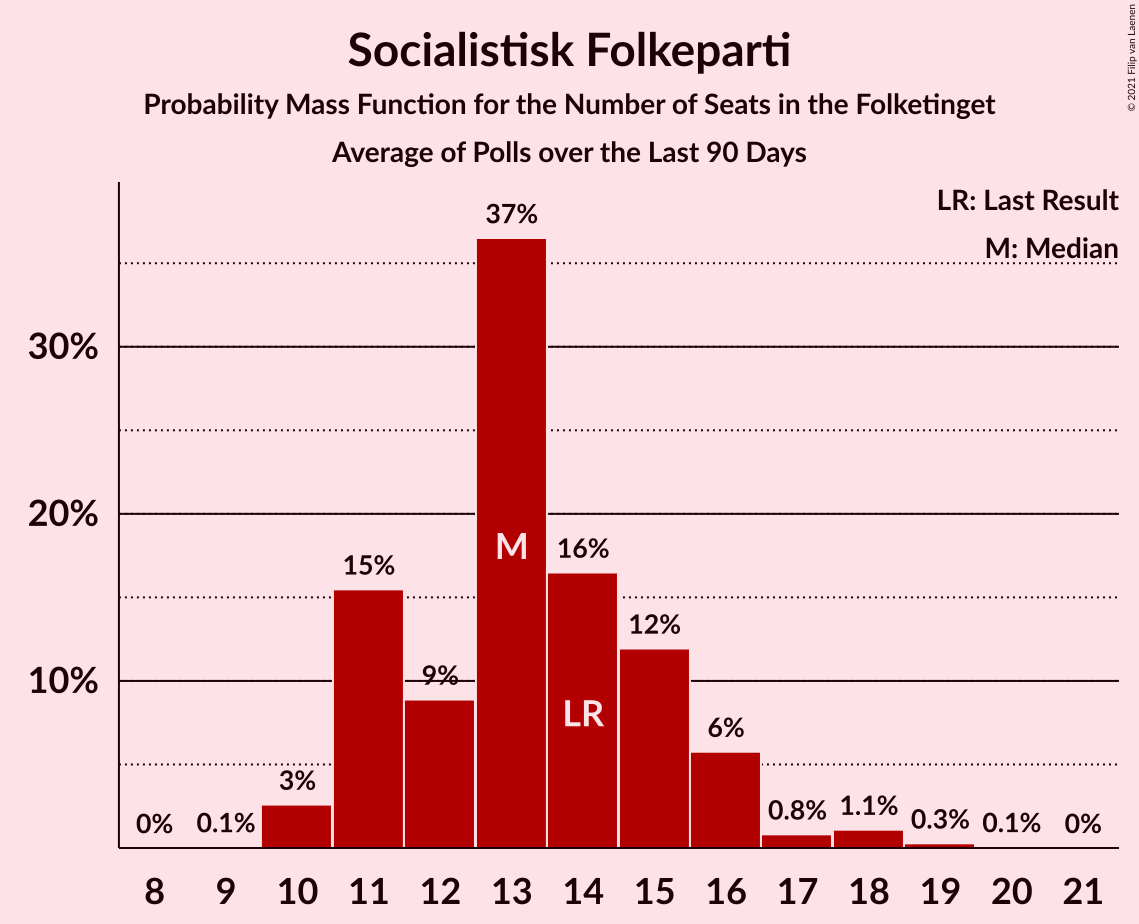 Socialistisk Folkeparti
Probability Mass Function for the Number of Seats in the Folketinget
Average of Polls over the Last 90 Days
© 2021 Filip van Laenen
LR: Last Result
M: Median
37%
30%
20%
M
16%
15%
12%
10%
9%
LR
6%
3%
0%
0.1%
0.8%
1.1%
0.3%
0.1%
0%
8 9 10 11 12 13 14 15 16 17 18 19 20 21